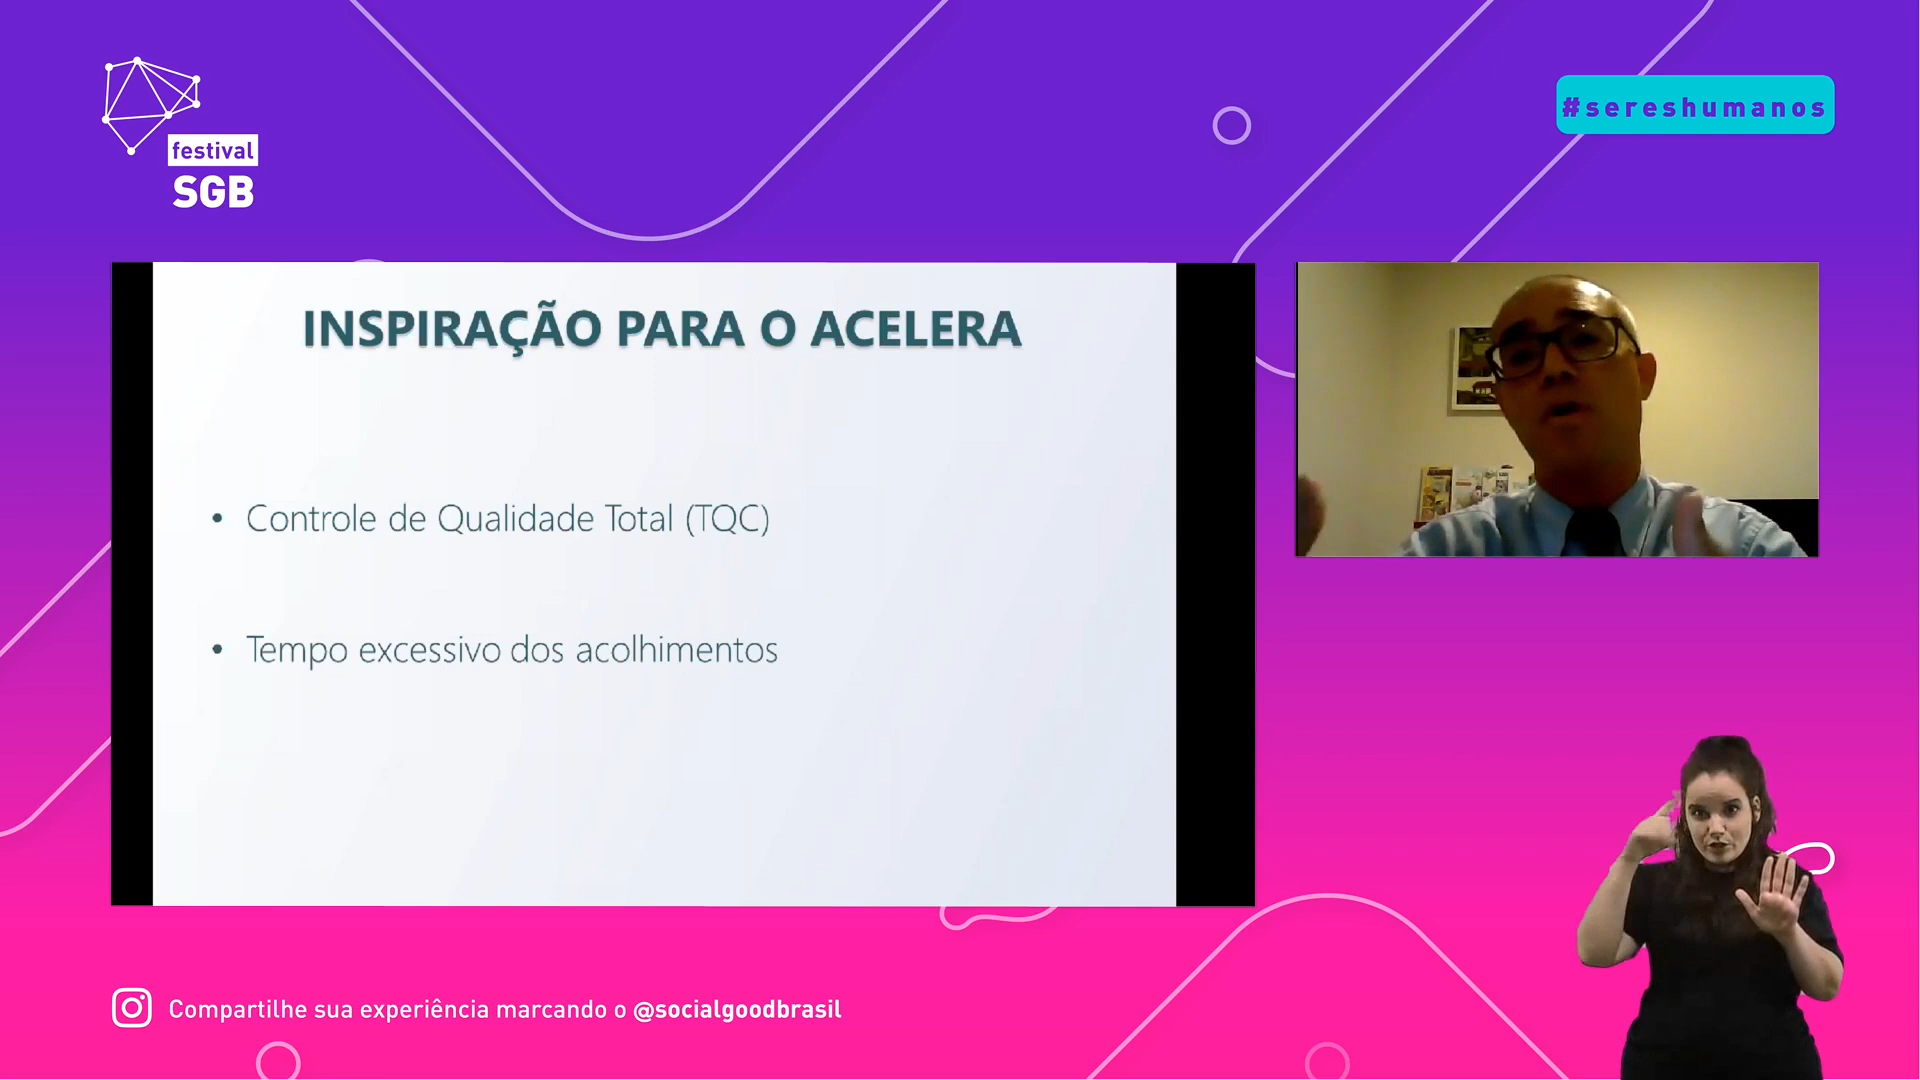 festival
SGB
#sereshumanos
INSPIRAÇÃO PARA O ACELERA
• Controle de Qualidade Total (TQC)
• Tempo excessivo dos acolhimentos
Compartilhe sua experiência marcando o @socialgoodbrasil